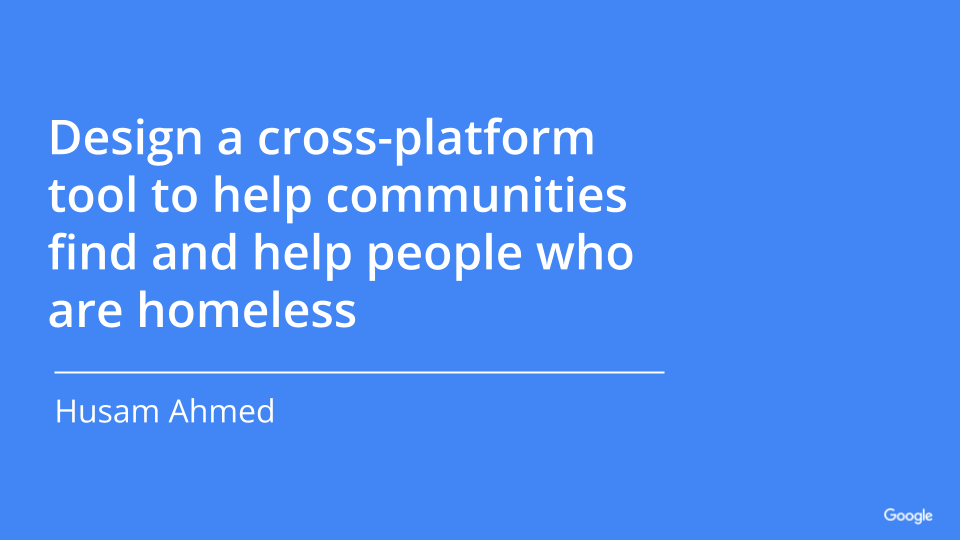 Design a cross-platform
tool to help communities
find and help people who
are homeless
Husam Ahmed
Google